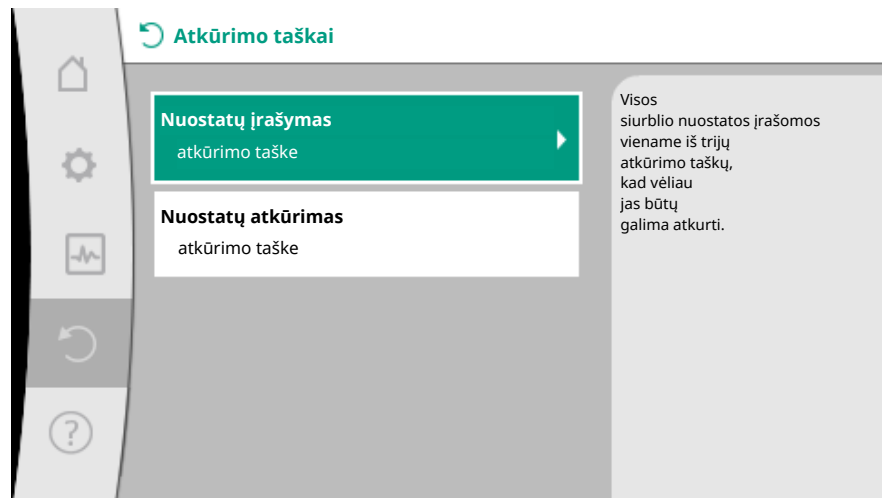 Atkūrimo taškai
Nuostatų įrašymas
atkūrimo taške
Nuostatų atkūrimas
atkūrimo taške
Visos
siurblio nuostatos įrašomos
viename iš trijų
atkūrimo taškų,
kad vėliau
jas būtų
galima atkurti.
?